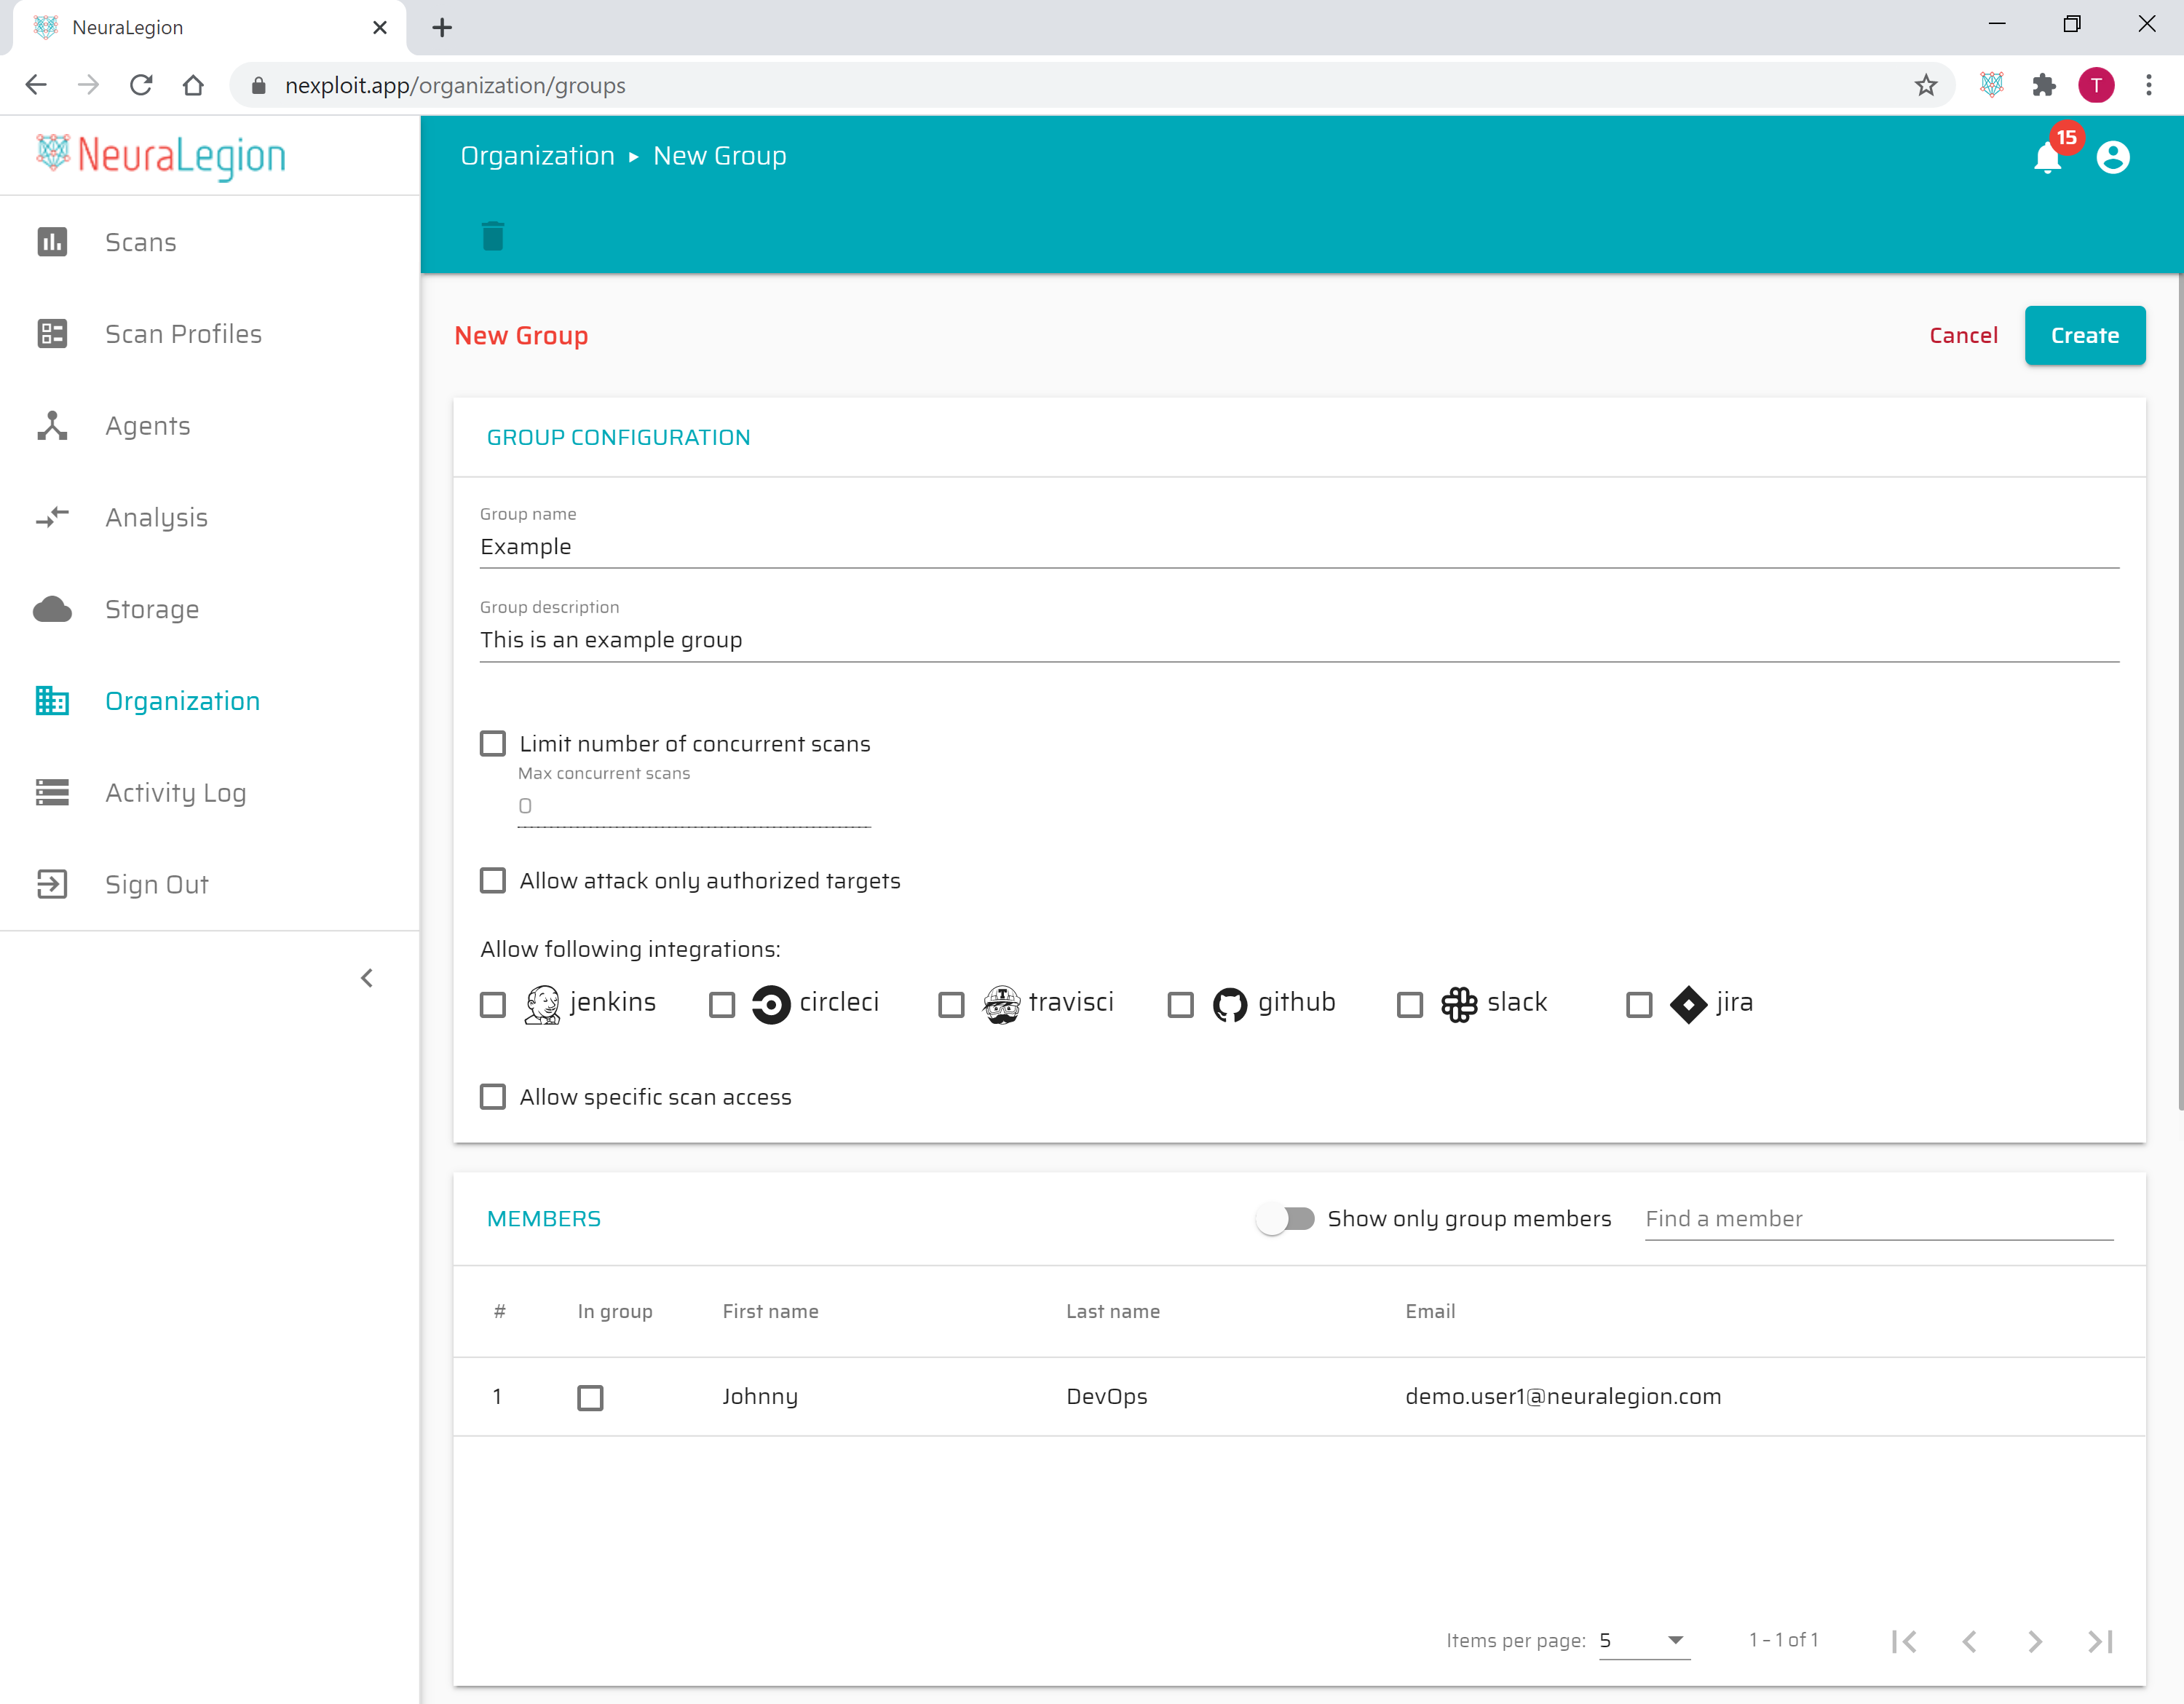 NeuraLegion
nexploit.app/organization/groups
T
NeuraLegion
Organization ▸ New Group
15
Scans
Scan Profiles
Agents
Analysis
Storage
Organization
Activity Log
Sign Out
New Group
Cancel
Create
GROUP CONFIGURATION
Group name
Example
Group description
This is an example group
Limit number of concurrent scans
Max concurrent scans
0
Allow attack only authorized targets
Allow following integrations:
jenkins circleci travisci github slack jira
Allow specific scan access
MEMBERS
Show only group members
Find a member
# In group First name Last name Email
1 Johnny DevOps demo.user1@neuralegion.com
Items per page: 5 1 – 1 of 1